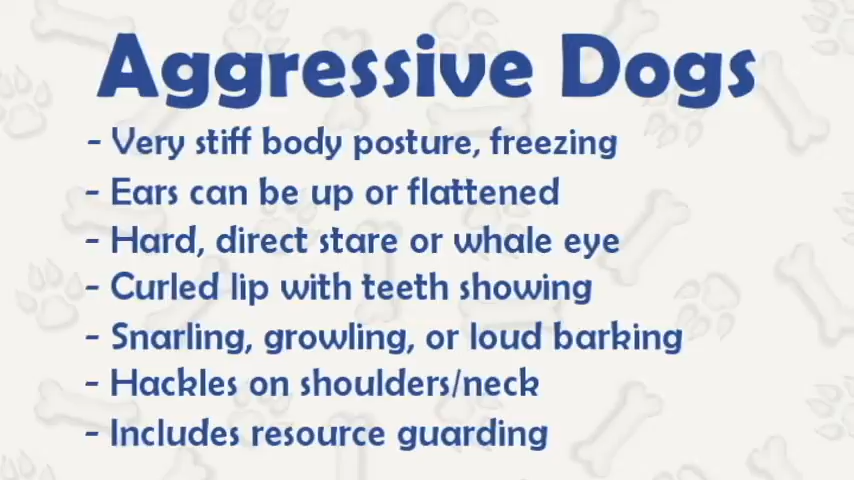 Aggressive Dogs
- Very stiff body posture, freezing
- Ears can be up or flattened
- Hard, direct stare or whale eye
- Curled lip with teeth showing
- Snarling, growling, or loud barking
- Hackles on shoulders/neck
- Includes resource guarding